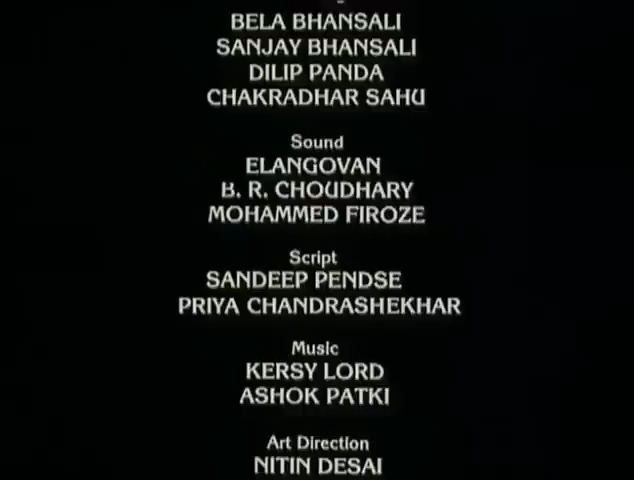 BELA BHANSALI
SANJAY BHANSALI
DILIP PANDA
CHAKRADHAR SAHU
Sound
ELANGOVAN
B. R. CHOUDHARY
MOHAMMED FIROZE
Script
SANDEEP PENDSE
PRIYA CHANDRASHEKHAR
Music
KERSY LORD
ASHOK PATKI
Art Direction
NITIN DESAI